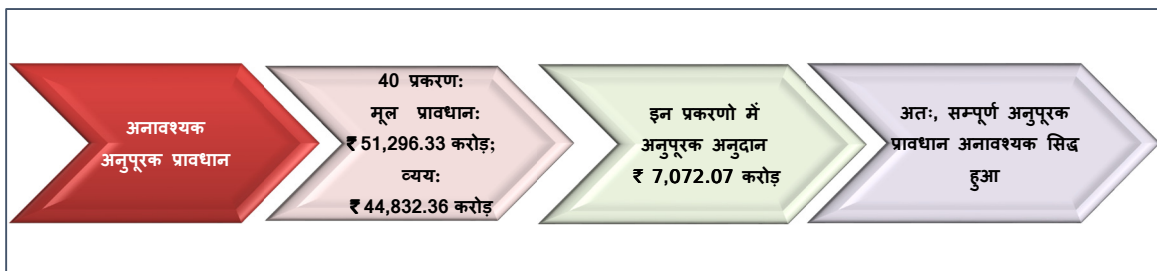 अनावश्यक
अनुपूरक प्रावधान
40 प्रकरण:
मूल प्रावधान:
₹ 51,296.33 करोड़;
व्यय:
₹ 44,832.36 करोड़
इन प्रकरणो में
अनुपूरक अनुदान
₹ 7,072.07 करोड़
अतः, सम्पूर्ण अनुपूरक
प्रावधान अनावश्यक सिद्ध
हुआ